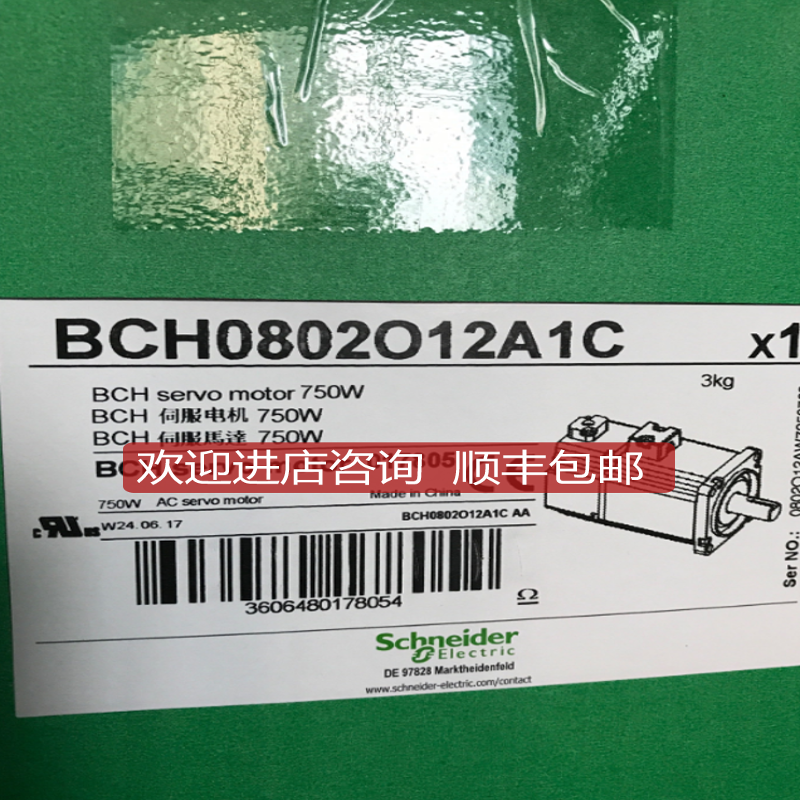 BCH0802O12A1C x1
3kg
BCH servo motor 750W
BCH 伺服电机 750W
BCH 伺服馬達 750W
欢迎进店咨询 顺丰包邮
750W AC servo motor Made in China
W24.06.17 BCH0802O12A1C AA
3606480178054
Ω
Schneider
Electric
DE 97828 Marktheidenfeld
www.schneider-electric.com/contact
Ser NO.: